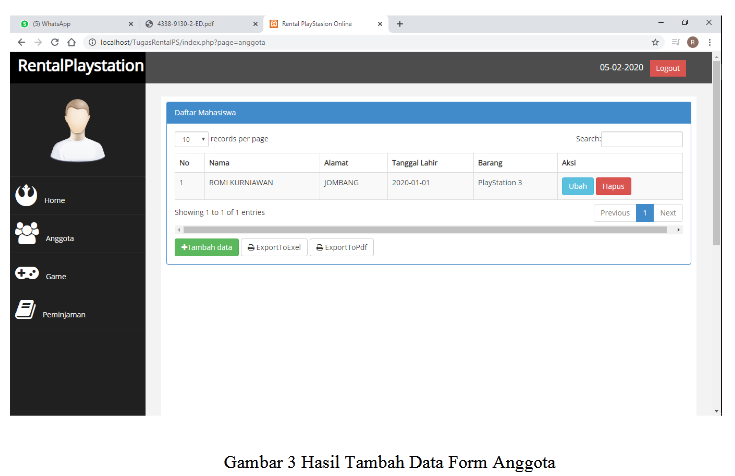 (5) WhatsApp
4338-9130-2-ED.pdf
Rental PlayStasion Online
localhost/TugasRentalPS/index.php?page=anggota
R
RentalPlaystation
05-02-2020 Logout
Home
Anggota
Game
Peminjaman
Daftar Mahasiswa
10 records per page Search:
No Nama Alamat Tanggal Lahir Barang Aksi
1 ROMI KURNIAWAN JOMBANG 2020-01-01 PlayStation 3 Ubah Hapus
Showing 1 to 1 of 1 entries Previous 1 Next
+Tambah data ExportToExel ExportToPdf
Gambar 3 Hasil Tambah Data Form Anggota